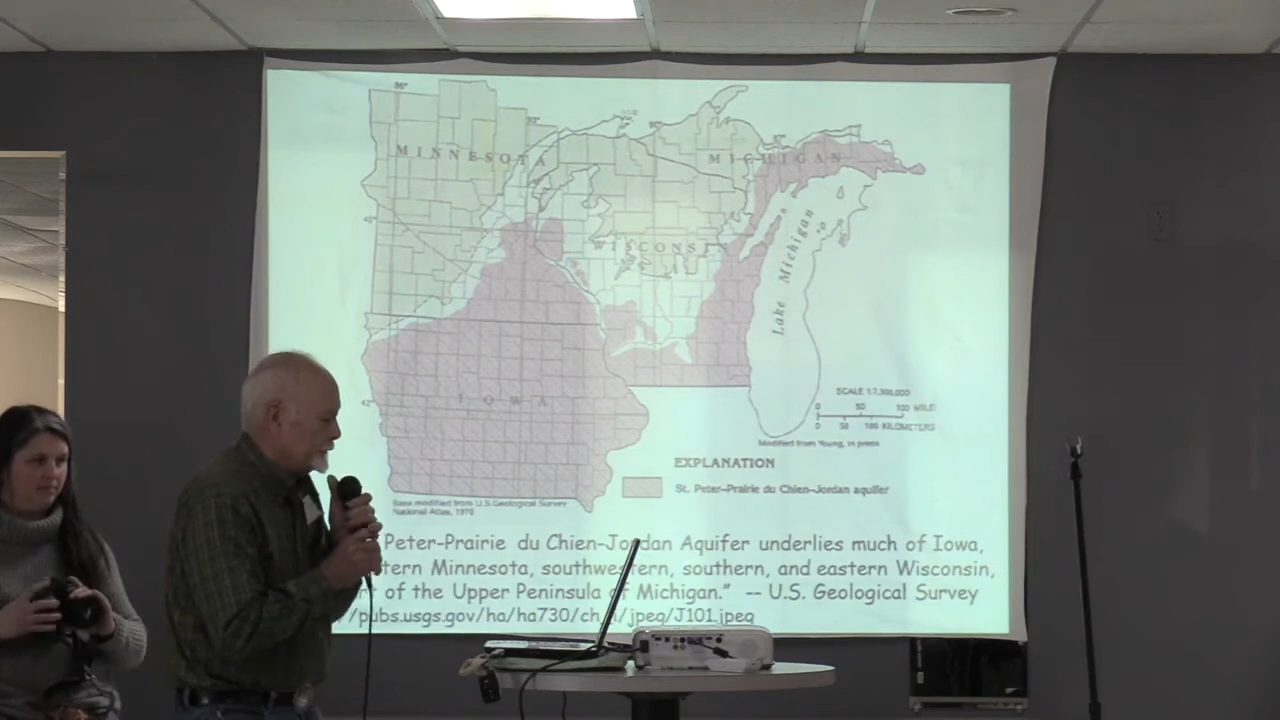 96°
MINNESOTA
MICHIGAN
WISCONSIN
Lake Michigan
IOWA
42°
SCALE 1:7,500,000
0 50 100 MILES
0 50 100 KILOMETERS
Modified from Young, in press
EXPLANATION
St. Peter–Prairie du Chien–Jordan aquifer
Base modified from U.S. Geological Survey
National Atlas, 1970
Peter-Prairie du Chien-Jordan Aquifer underlies much of Iowa,
tern Minnesota, southwestern, southern, and eastern Wisconsin,
of the Upper Peninsula of Michigan." -- U.S. Geological Survey
/pubs.usgs.gov/ha/ha730/ch_j/jpeg/J101.jpeg